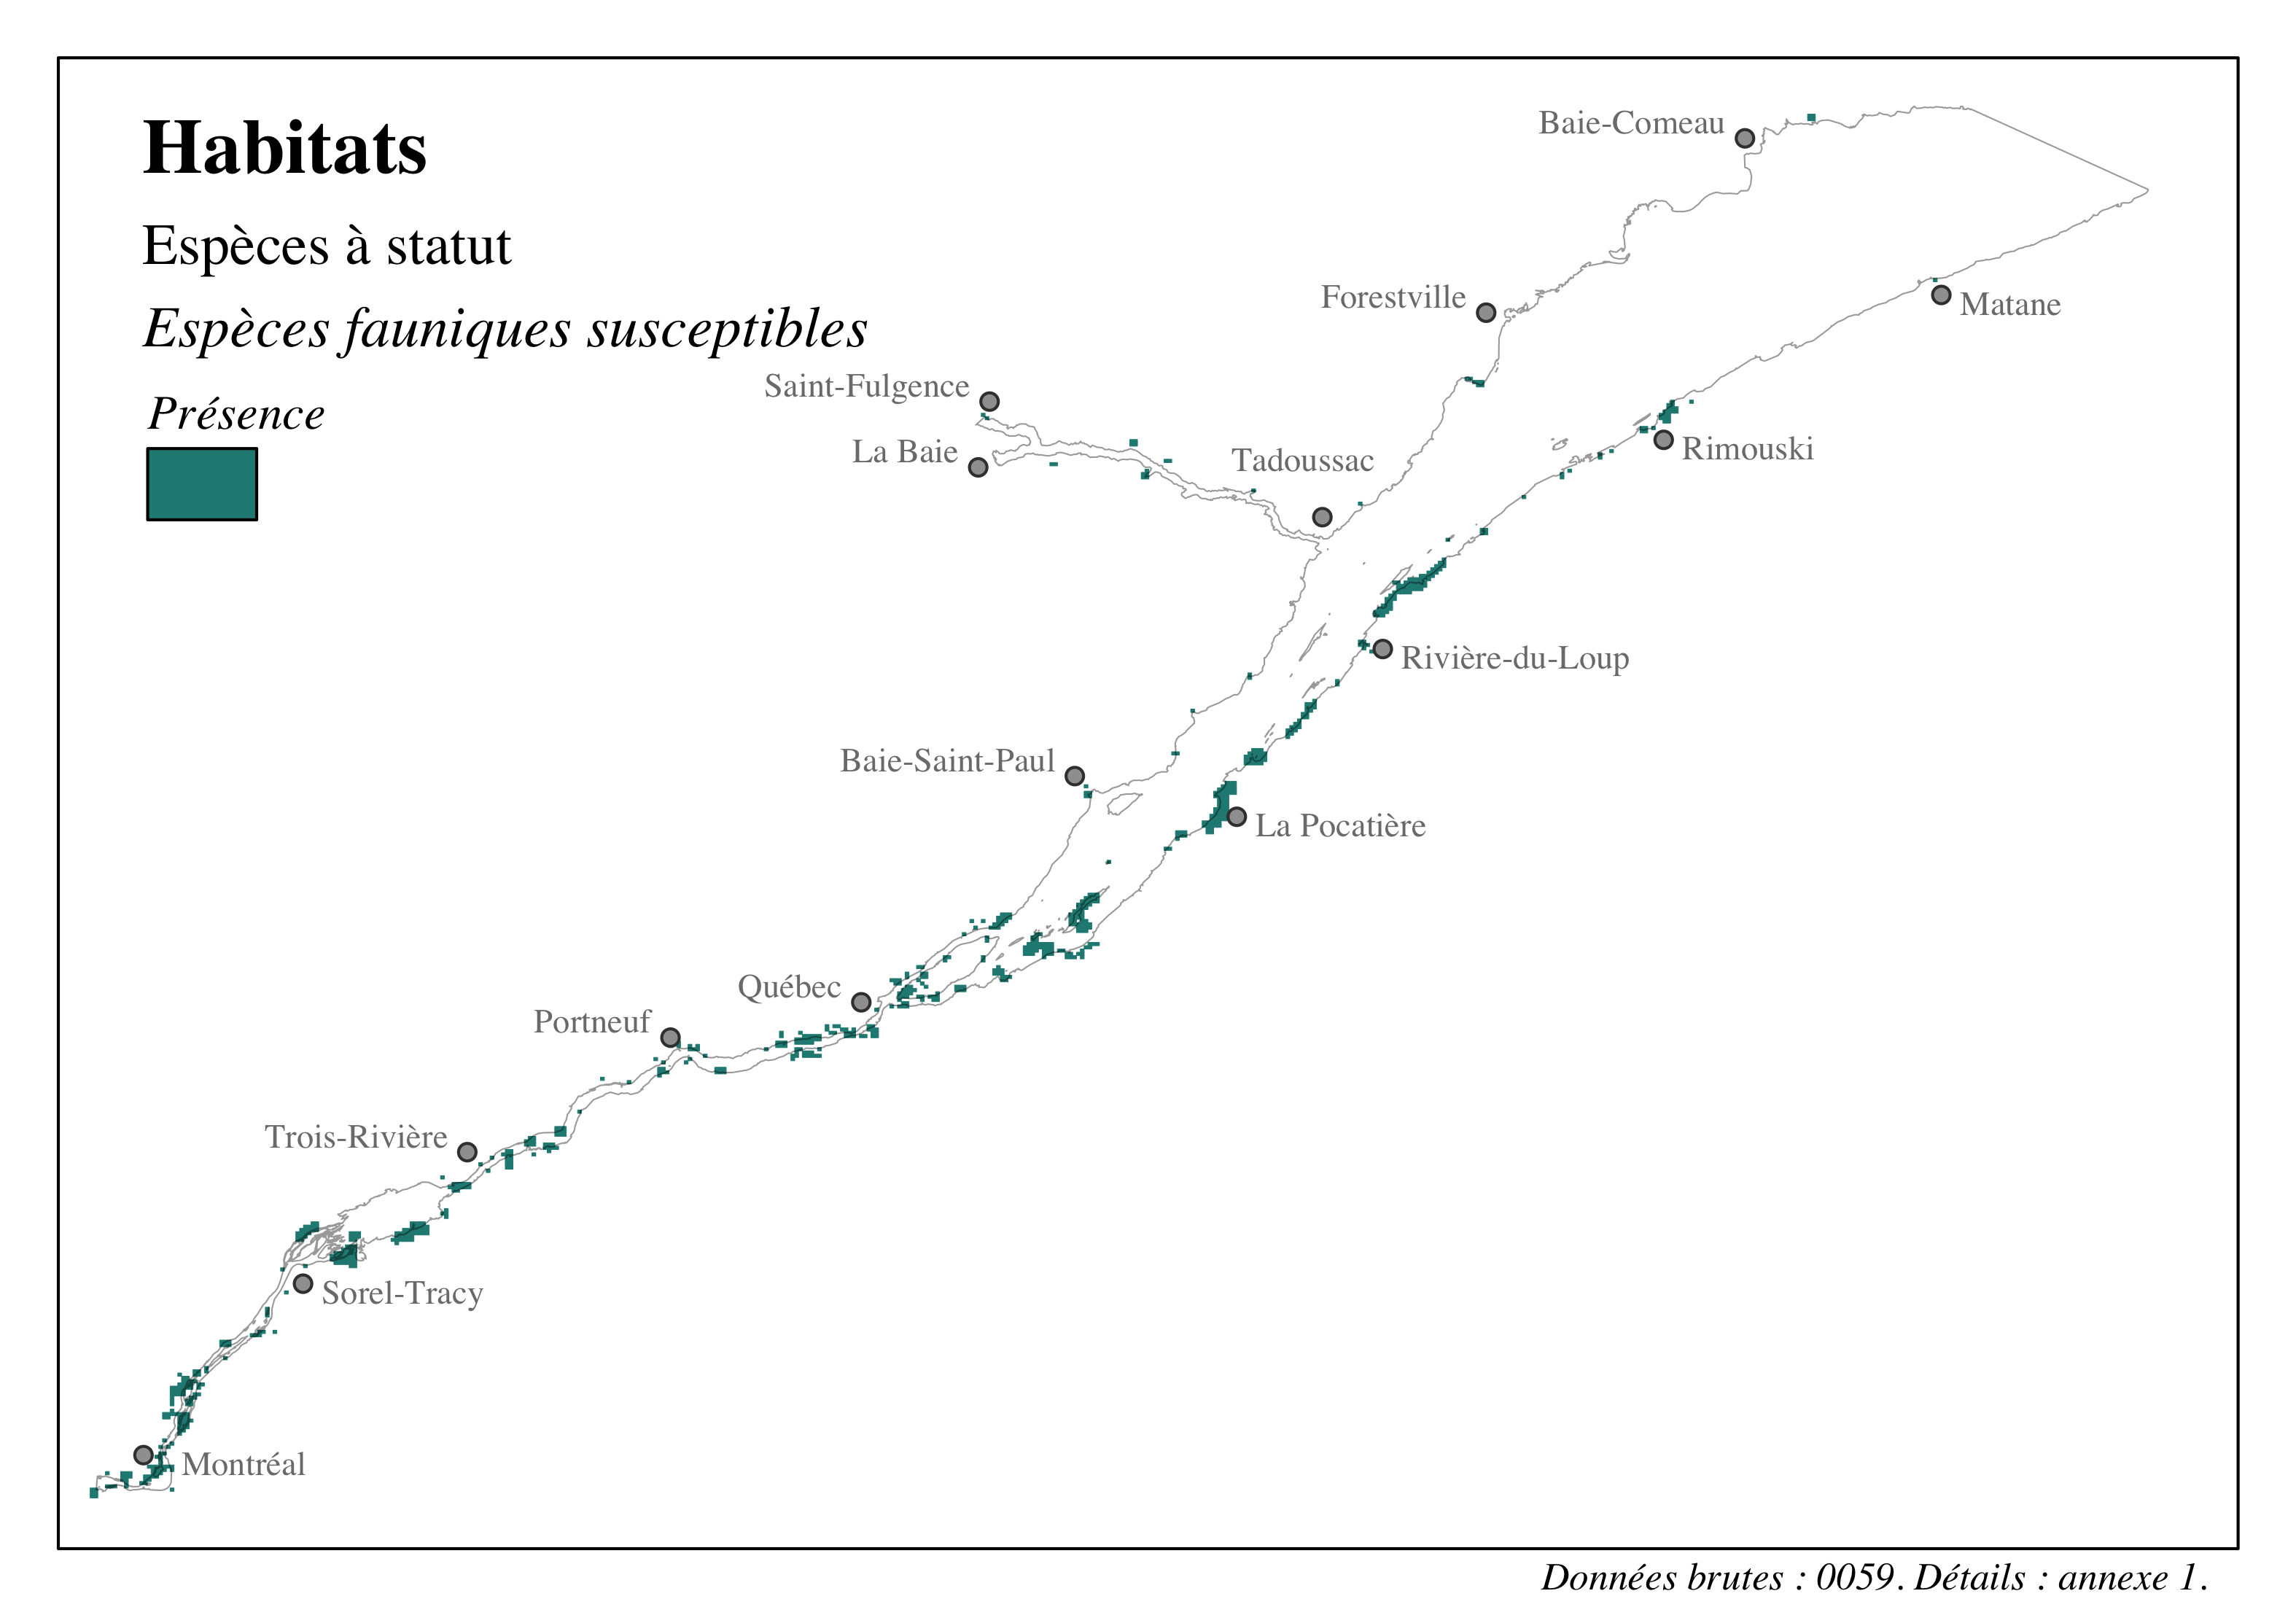 Habitats
Espèces à statut
Espèces fauniques susceptibles
Présence
Baie-Comeau
Forestville
Matane
Saint-Fulgence
La Baie
Tadoussac
Rimouski
Rivière-du-Loup
Baie-Saint-Paul
La Pocatière
Québec
Portneuf
Trois-Rivière
Sorel-Tracy
Montréal
Données brutes : 0059. Détails : annexe 1.